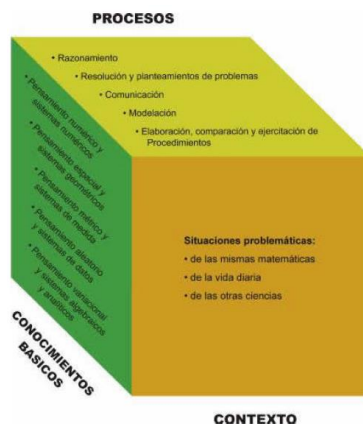 PROCESOS
• Razonamiento
• Resolución y planteamientos de problemas
• Comunicación
• Modelación
• Elaboración, comparación y ejercitación de
Procedimientos
• Pensamiento numérico y
sistemas numéricos
• Pensamiento espacial y
sistemas geométricos
• Pensamiento métrico y
sistemas de medida
• Pensamiento aleatorio
y sistemas de datos
• Pensamiento variacional
y sistemas algebraicos
y analíticos
CONOCIMIENTOS
BASICOS
Situaciones problemáticas:
• de las mismas matemáticas
• de la vida diaria
• de las otras ciencias
CONTEXTO